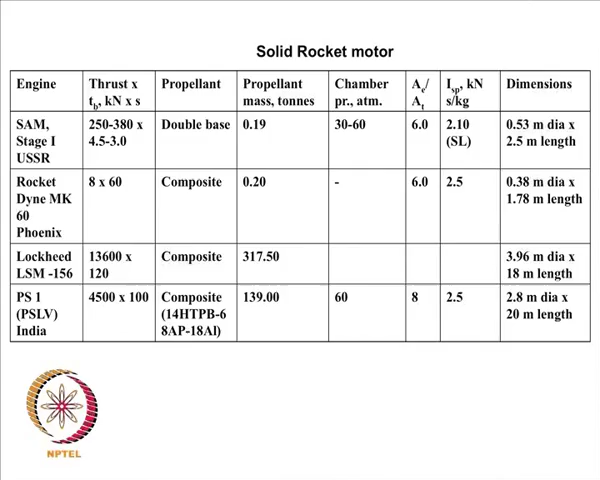 Solid Rocket motor
Engine Thrust x Propellant Propellant Chamber Ae/ Isp, kN Dimensions
tb, kN x s mass, tonnes pr., atm. At s/kg
SAM, 250-380 x Double base 0.19 30-60 6.0 2.10 0.53 m dia x
Stage I 4.5-3.0 (SL) 2.5 m length
USSR
Rocket 8 x 60 Composite 0.20 - 6.0 2.5 0.38 m dia x
Dyne MK 1.78 m length
60
Phoenix
Lockheed 13600 x Composite 317.50 3.96 m dia x
LSM -156 120 18 m length
PS 1 4500 x 100 Composite 139.00 60 8 2.5 2.8 m dia x
(PSLV) (14HTPB-6 20 m length
India 8AP-18Al)
NPTEL